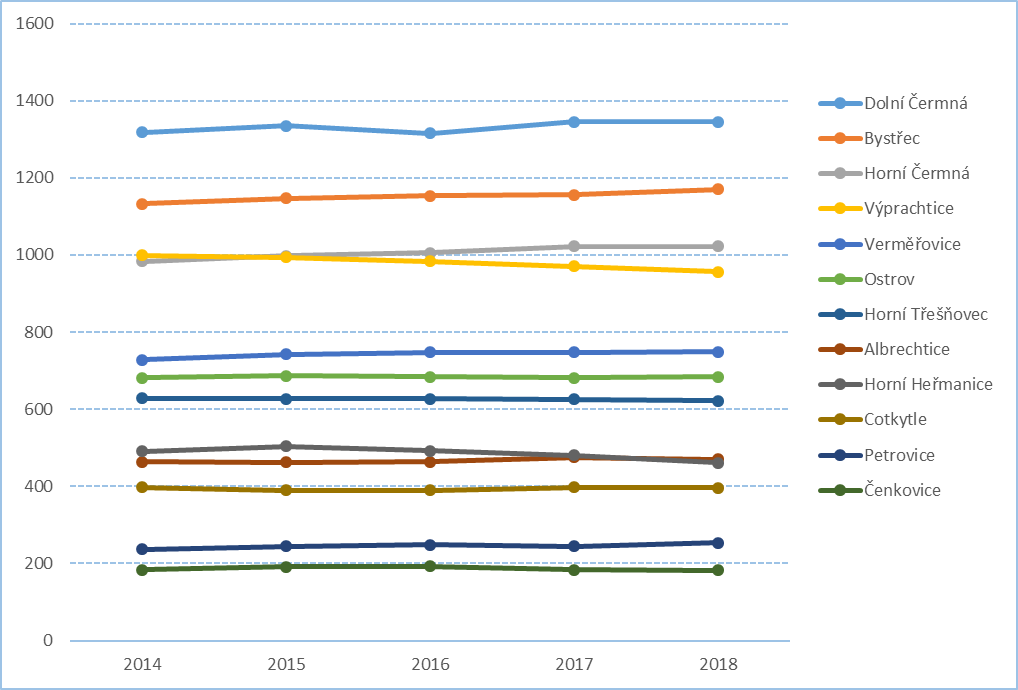 1600
1400
1200
1000
800
600
400
200
0
2014 2015 2016 2017 2018
Dolní Čermná
Bystřec
Horní Čermná
Výprachtice
Verměřovice
Ostrov
Horní Třešňovec
Albrechtice
Horní Heřmanice
Cotkytle
Petrovice
Čenkovice